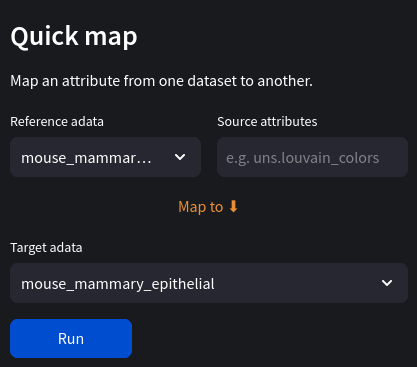 Quick map
Map an attribute from one dataset to another.
Reference adata
Source attributes
mouse_mammar...
e.g. uns.louvain_colors
Map to ⬇
Target adata
mouse_mammary_epithelial
Run